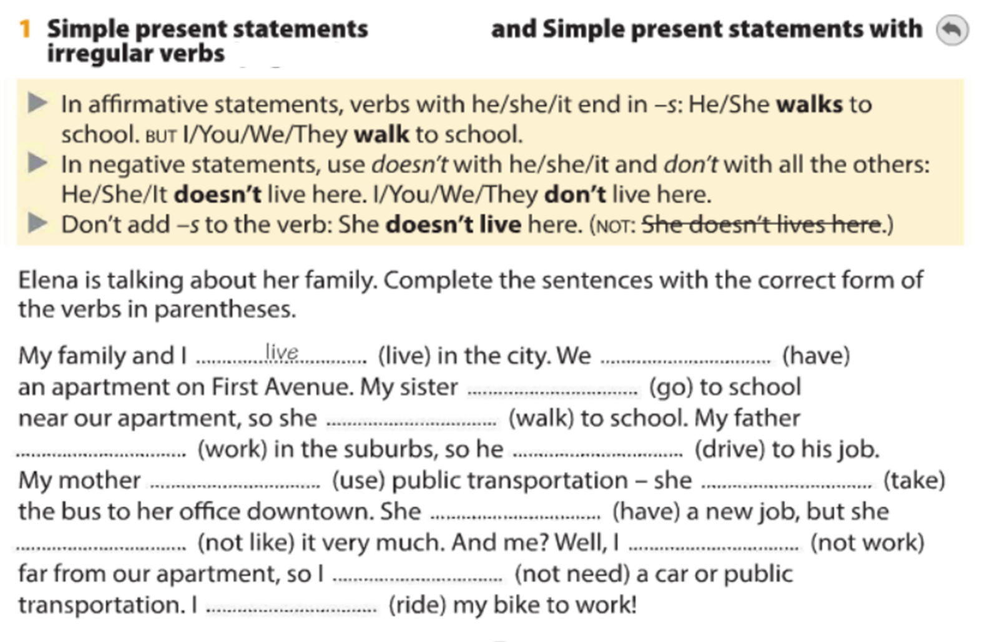 1 Simple present statements and Simple present statements with
irregular verbs
▶ In affirmative statements, verbs with he/she/it end in –s: He/She walks to
school. BUT I/You/We/They walk to school.
▶ In negative statements, use doesn't with he/she/it and don't with all the others:
He/She/It doesn't live here. I/You/We/They don't live here.
▶ Don't add –s to the verb: She doesn't live here. (NOT: She doesn't lives here.)
Elena is talking about her family. Complete the sentences with the correct form of
the verbs in parentheses.
My family and I ............live............ (live) in the city. We ........................ (have)
an apartment on First Avenue. My sister ........................ (go) to school
near our apartment, so she ........................ (walk) to school. My father
........................ (work) in the suburbs, so he ........................ (drive) to his job.
My mother ........................ (use) public transportation – she ........................ (take)
the bus to her office downtown. She ........................ (have) a new job, but she
........................ (not like) it very much. And me? Well, I ........................ (not work)
far from our apartment, so I ........................ (not need) a car or public
transportation. I ........................ (ride) my bike to work!